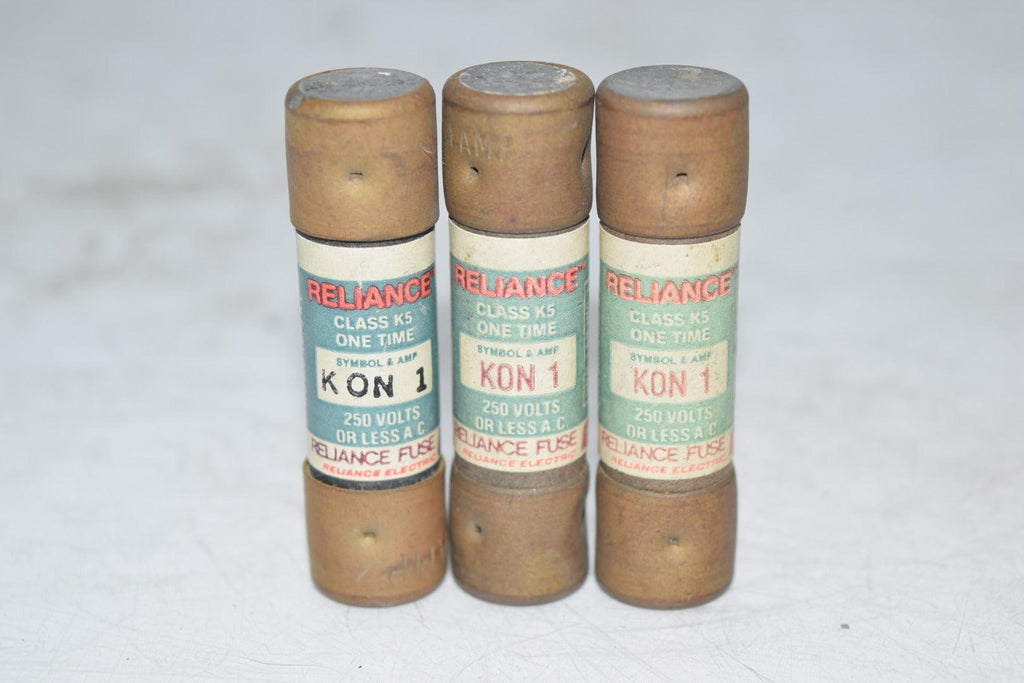 RELIANCE
CLASS K5
ONE TIME
SYMBOL & AMP
KON 1
250 VOLTS
OR LESS A.C.
RELIANCE FUSE
RELIANCE ELECTRIC
AMP
RELIANCE
CLASS K5
ONE TIME
SYMBOL & AMP
KON 1
250 VOLTS
OR LESS A.C.
RELIANCE FUSE
RELIANCE ELECTRIC
RELIANCE
CLASS K5
ONE TIME
SYMBOL & AMP
KON 1
250 VOLTS
OR LESS A.C
RELIANCE FUSE
RELIANCE ELECTRIC